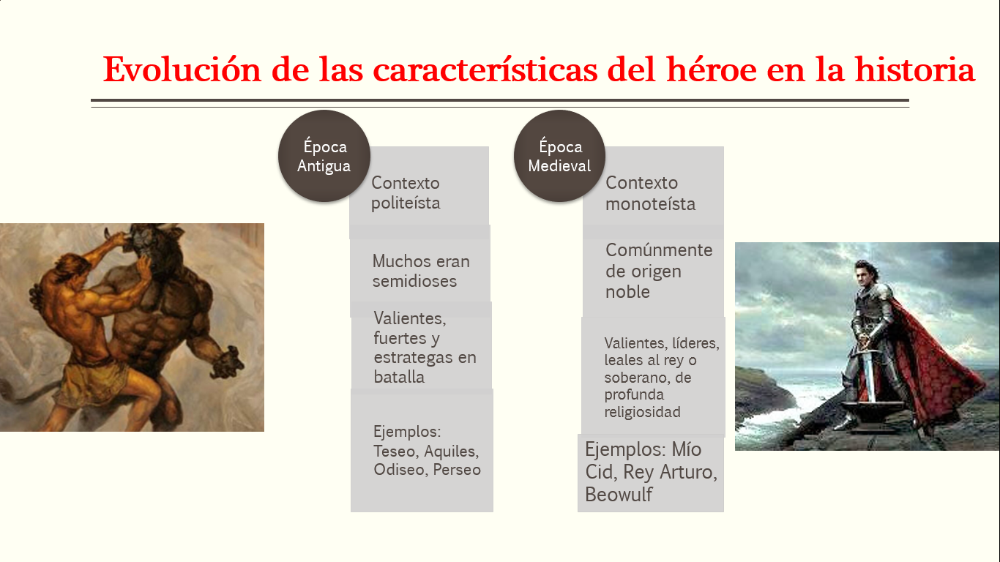 Evolución de las características del héroe en la historia
Época
Antigua
Contexto
politeísta
Muchos eran
semidioses
Valientes,
fuertes y
estrategas en
batalla
Ejemplos:
Teseo, Aquiles,
Odiseo, Perseo
Época
Medieval
Contexto
monoteísta
Comúnmente
de origen
noble
Valientes, líderes,
leales al rey o
soberano, de
profunda
religiosidad
Ejemplos: Mío
Cid, Rey Arturo,
Beowulf